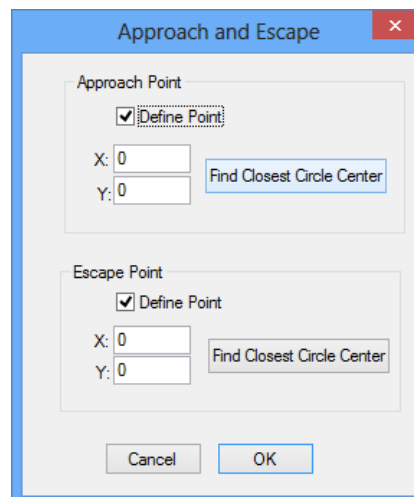 Approach and Escape
Approach Point
Define Point
X: 0
Y: 0
Find Closest Circle Center
Escape Point
Define Point
X: 0
Y: 0
Find Closest Circle Center
Cancel
OK